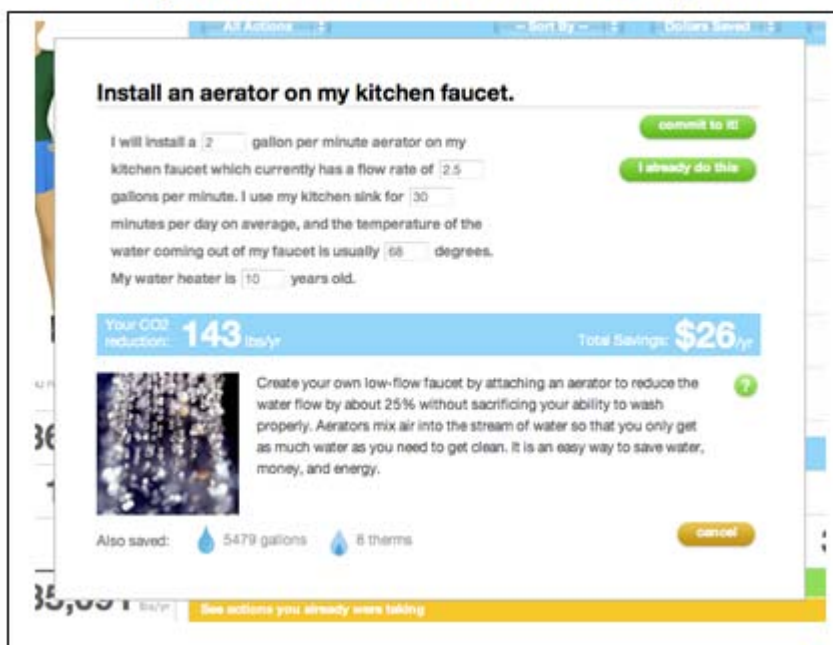 All Actions
-- Sort By --
Dollars Saved
Install an aerator on my kitchen faucet.
commit to it!
I already do this
I will install a 2 gallon per minute aerator on my
kitchen faucet which currently has a flow rate of 2.5
gallons per minute. I use my kitchen sink for 30
minutes per day on average, and the temperature of the
water coming out of my faucet is usually 68 degrees.
My water heater is 10 years old.
Your CO2
reduction: 143 lbs/yr
Total Savings: $26/yr
Create your own low-flow faucet by attaching an aerator to reduce the
water flow by about 25% without sacrificing your ability to wash
properly. Aerators mix air into the stream of water so that you only get
as much water as you need to get clean. It is an easy way to save water,
money, and energy.
?
Also saved: 5479 gallons 8 therms
cancel
lbs/yr
See actions you already were taking